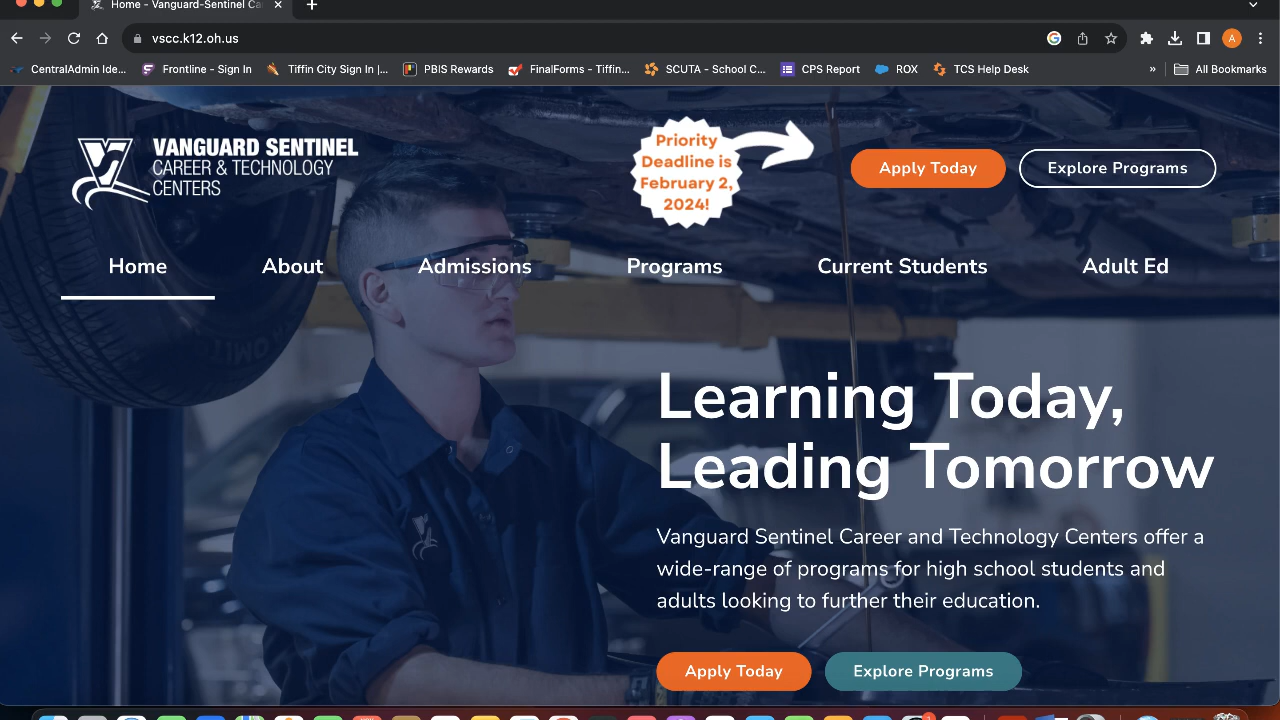 Home - Vanguard-Sentinel Ca
vscc.k12.oh.us
A
CentralAdmin Ide...
Frontline - Sign In
Tiffin City Sign In |...
PBIS Rewards
FinalForms - Tiffin...
SCUTA - School C...
CPS Report
ROX
TCS Help Desk
»
All Bookmarks
VANGUARD SENTINEL
CAREER & TECHNOLOGY
CENTERS
Priority
Deadline is
February 2,
2024!
Apply Today
Explore Programs
Home
About
Admissions
Programs
Current Students
Adult Ed
Learning Today,
Leading Tomorrow
Vanguard Sentinel Career and Technology Centers offer a
wide-range of programs for high school students and
adults looking to further their education.
Apply Today
Explore Programs